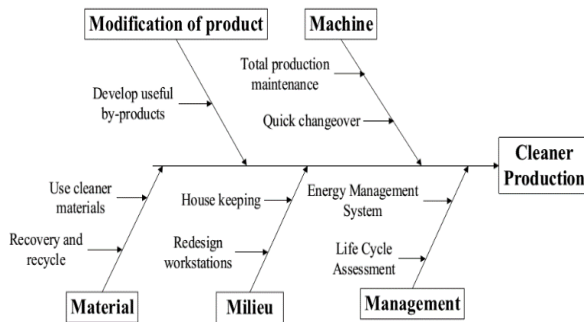 Modification of product
Machine
Total production
maintenance
Develop useful
by-products
Quick changeover
Cleaner
Production
Use cleaner
materials
House keeping
Energy Management
System
Recovery and
recycle
Redesign
workstations
Life Cycle
Assessment
Material
Milieu
Management